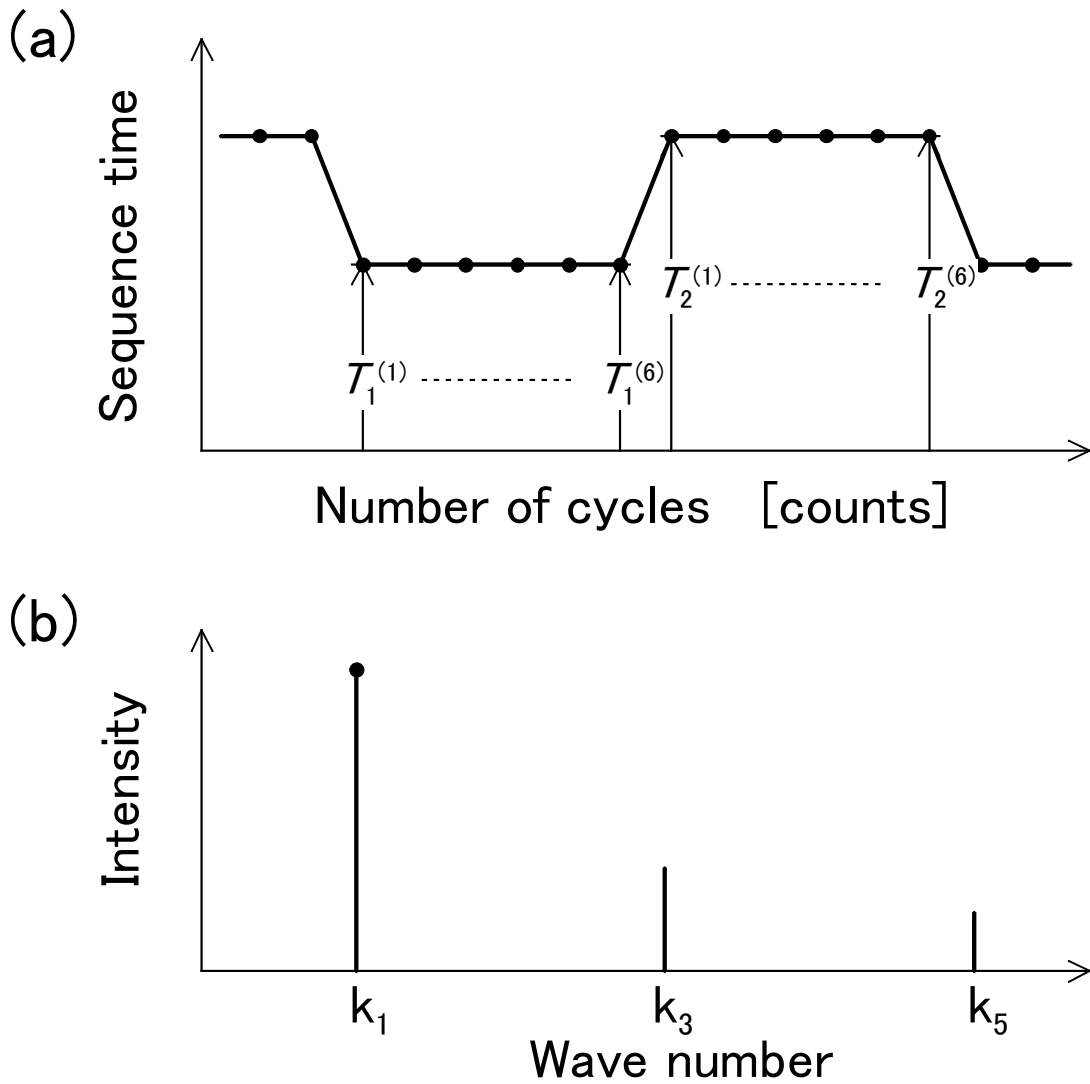 (a)
Sequence time
T₂⁽¹⁾ T₂⁽⁶⁾
T₁⁽¹⁾ T₁⁽⁶⁾
Number of cycles [counts]
(b)
Intensity
k₁ k₃ k₅
Wave number